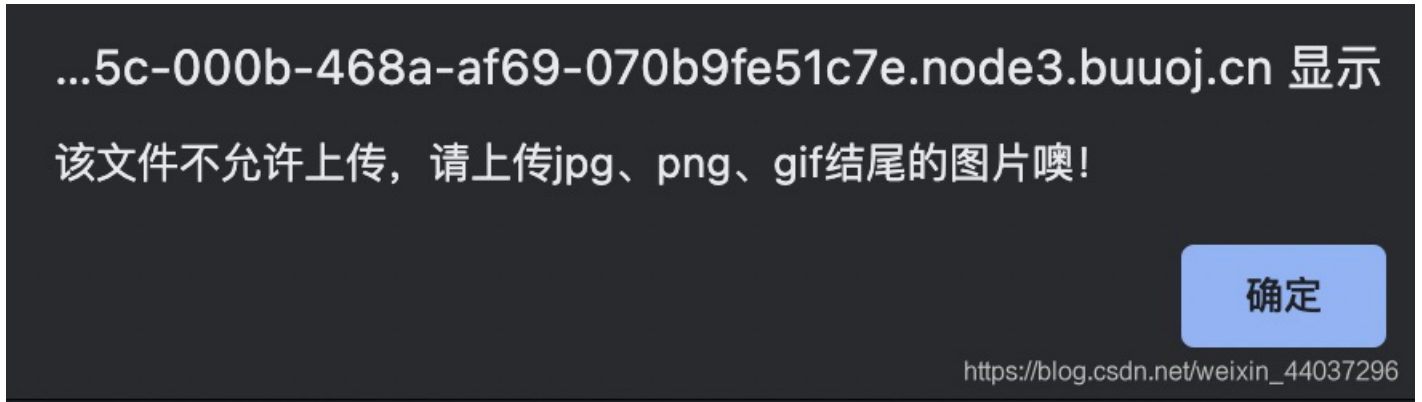 ...5c-000b-468a-af69-070b9fe51c7e.node3.buuoj.cn 显示
该文件不允许上传，请上传jpg、png、gif结尾的图片噢！
确定
https://blog.csdn.net/weixin_44037296